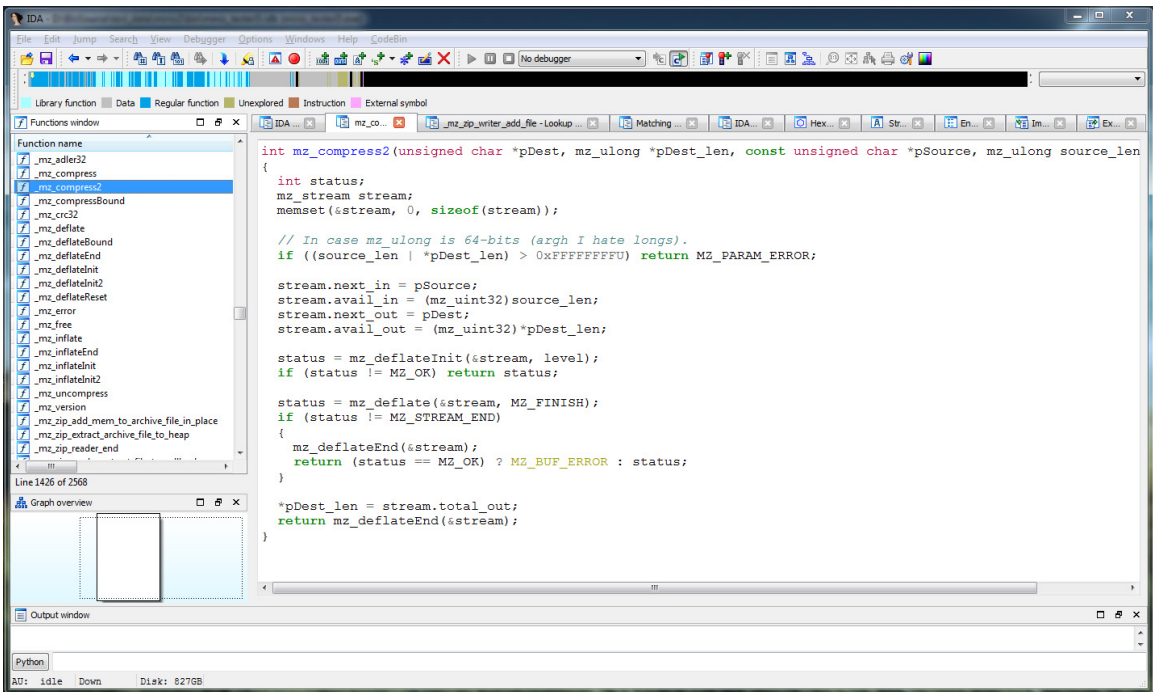 IDA
File Edit Jump Search View Debugger Options Windows Help CodeBin
No debugger
Library function Data Regular function Unexplored Instruction External symbol
Functions window
IDA ... mz_co... _mz_zip_writer_add_file - Lookup ... Matching ... IDA... Hex... Str... En... Im... Ex...
Function name
_mz_adler32
_mz_compress
_mz_compress2
_mz_compressBound
_mz_crc32
_mz_deflate
_mz_deflateBound
_mz_deflateEnd
_mz_deflateInit
_mz_deflateInit2
_mz_deflateReset
_mz_error
_mz_free
_mz_inflate
_mz_inflateEnd
_mz_inflateInit
_mz_inflateInit2
_mz_uncompress
_mz_version
_mz_zip_add_mem_to_archive_file_in_place
_mz_zip_extract_archive_file_to_heap
_mz_zip_reader_end
Line 1426 of 2568
Graph overview
int mz_compress2(unsigned char *pDest, mz_ulong *pDest_len, const unsigned char *pSource, mz_ulong source_len
{
int status;
mz_stream stream;
memset(&stream, 0, sizeof(stream));
// In case mz_ulong is 64-bits (argh I hate longs).
if ((source_len | *pDest_len) > 0xFFFFFFFFU) return MZ_PARAM_ERROR;
stream.next_in = pSource;
stream.avail_in = (mz_uint32)source_len;
stream.next_out = pDest;
stream.avail_out = (mz_uint32)*pDest_len;
status = mz_deflateInit(&stream, level);
if (status != MZ_OK) return status;
status = mz_deflate(&stream, MZ_FINISH);
if (status != MZ_STREAM_END)
{
mz_deflateEnd(&stream);
return (status == MZ_OK) ? MZ_BUF_ERROR : status;
}
*pDest_len = stream.total_out;
return mz_deflateEnd(&stream);
}
Output window
Python
AU: idle Down Disk: 827GB